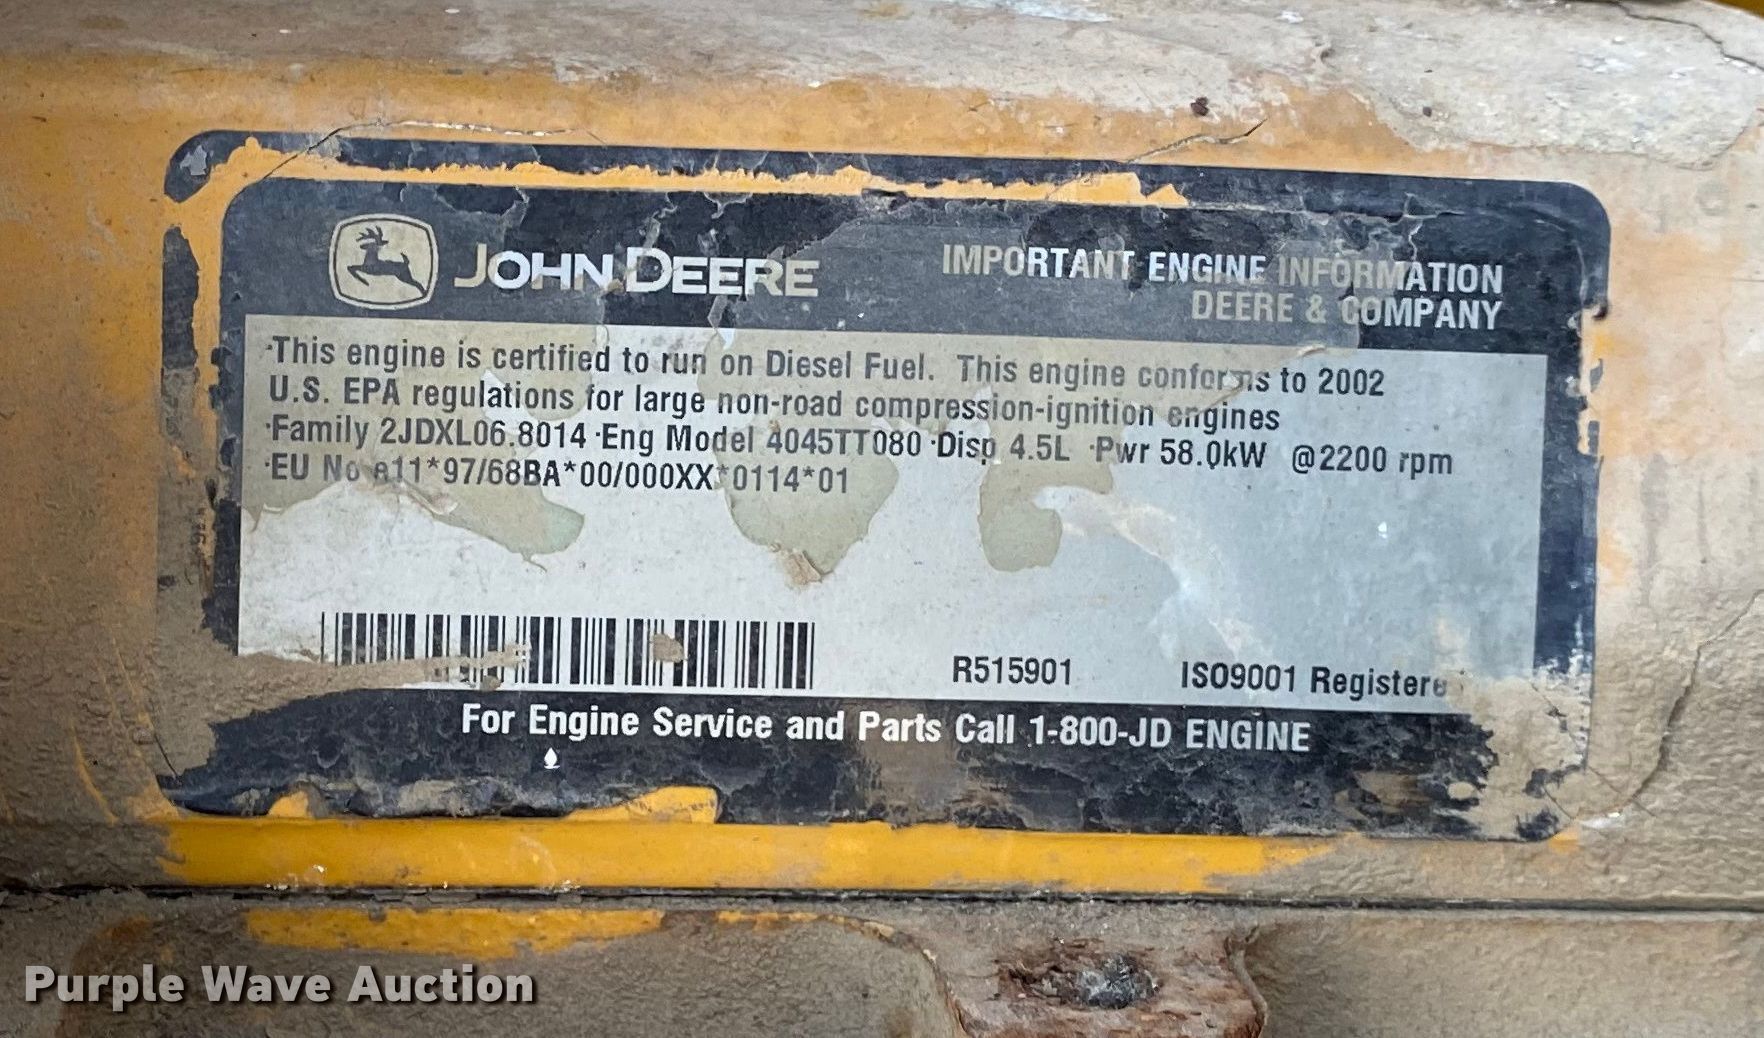 JOHN DEERE
IMPORTANT ENGINE INFORMATION
DEERE & COMPANY
·This engine is certified to run on Diesel Fuel. This engine conforms to 2002
U.S. EPA regulations for large non-road compression-ignition engines
·Family 2JDXL06.8014 ·Eng Model 4045TT080 ·Disp 4.5L ·Pwr 58.0kW @2200 rpm
·EU No e11*97/68BA*00/000XX*0114*01
R515901 ISO9001 Registere
For Engine Service and Parts Call 1-800-JD ENGINE
Purple Wave Auction